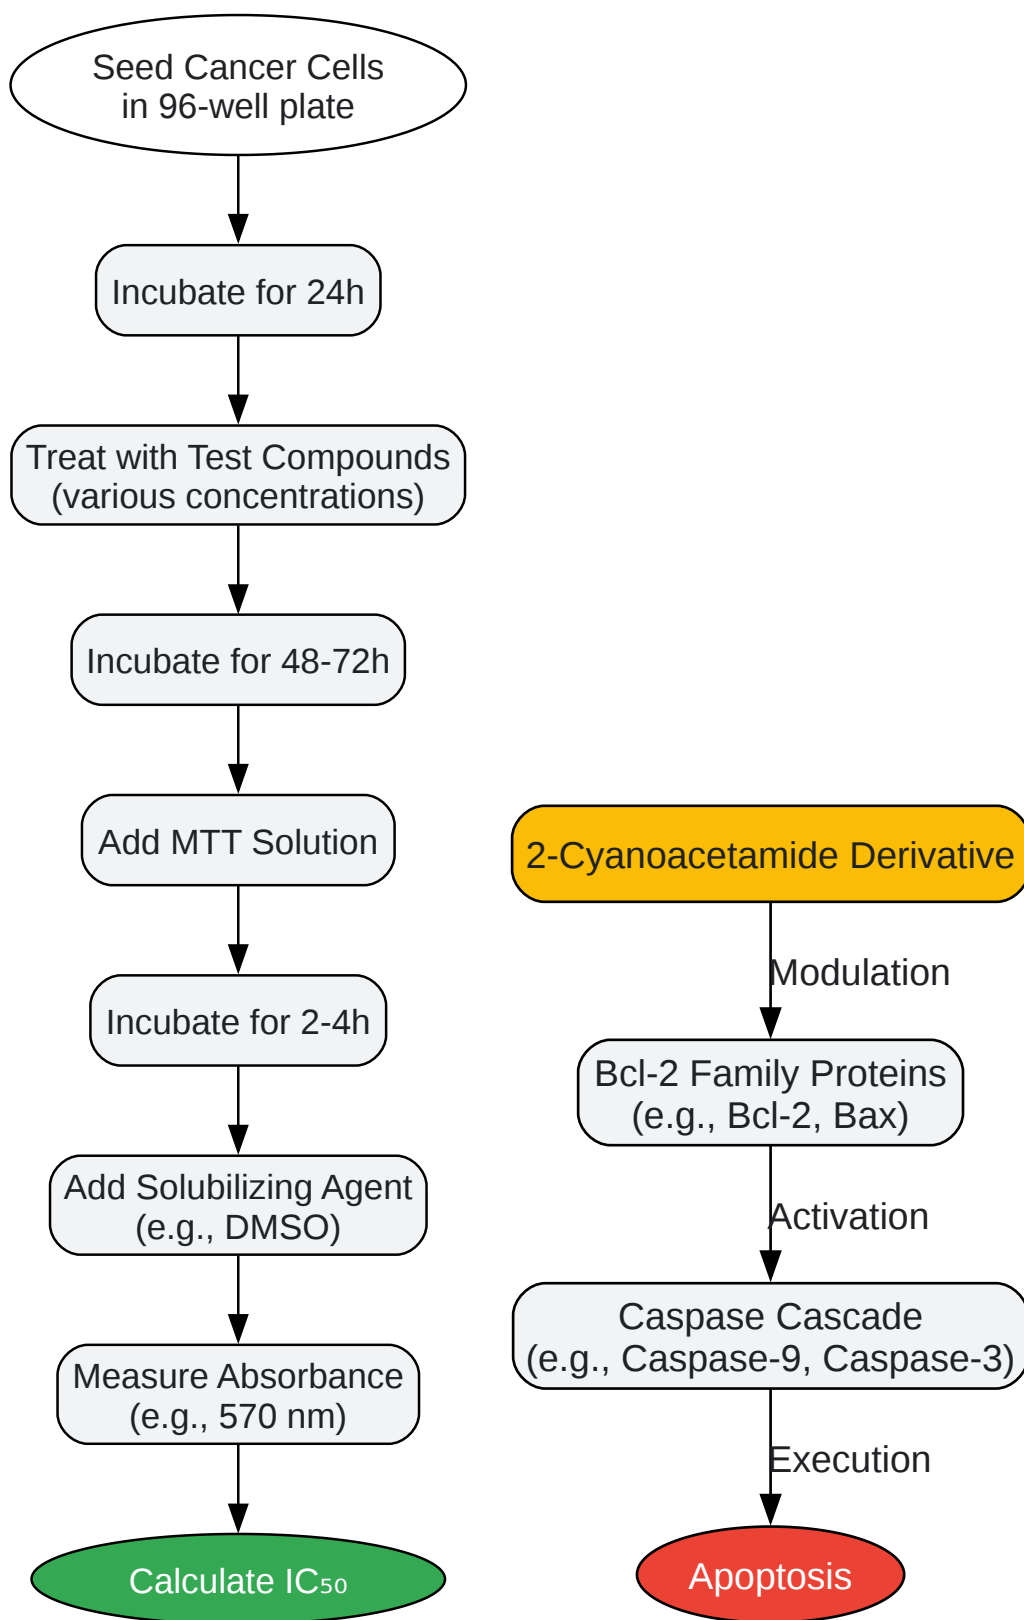 Seed Cancer Cells
in 96-well plate
Incubate for 24h
Treat with Test Compounds
(various concentrations)
Incubate for 48-72h
Add MTT Solution
Incubate for 2-4h
Add Solubilizing Agent
(e.g., DMSO)
Measure Absorbance
(e.g., 570 nm)
Calculate IC₅₀
2-Cyanoacetamide Derivative
Modulation
Bcl-2 Family Proteins
(e.g., Bcl-2, Bax)
Activation
Caspase Cascade
(e.g., Caspase-9, Caspase-3)
Execution
Apoptosis